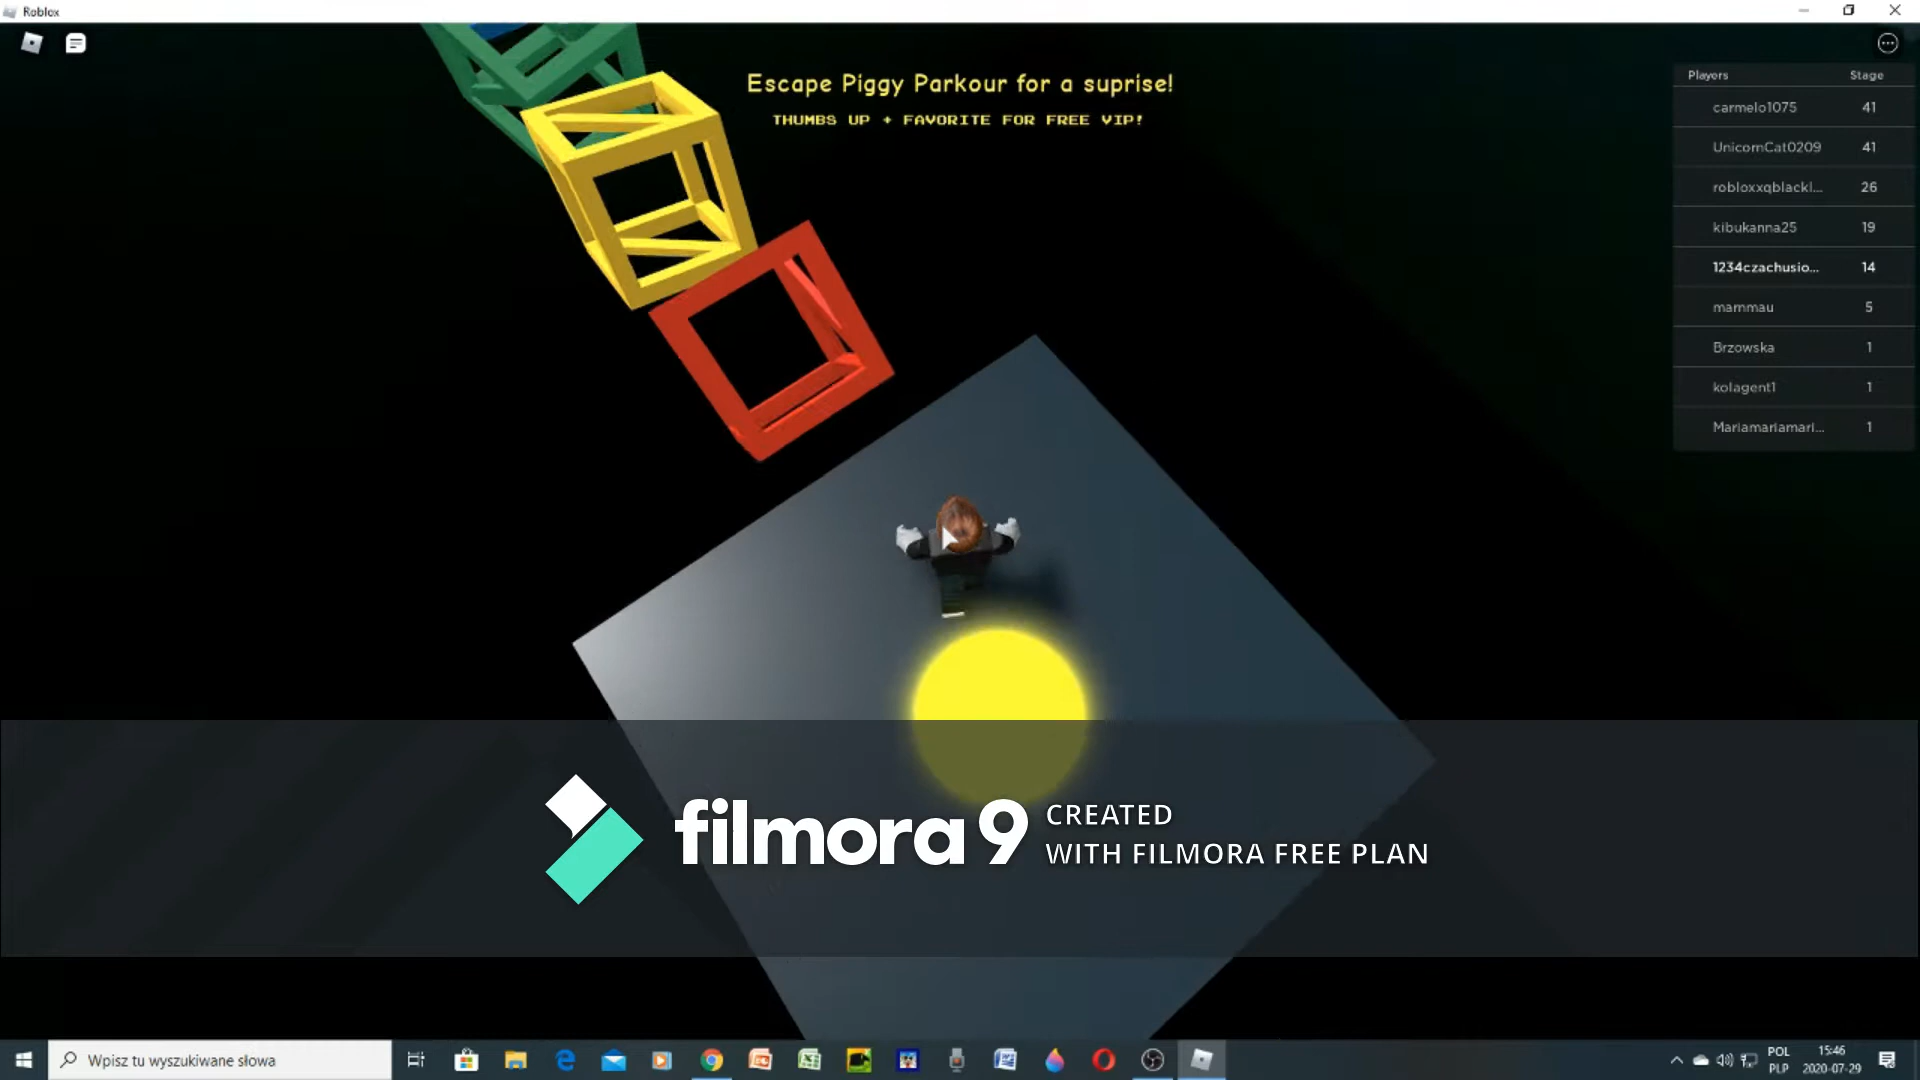 Roblox
Escape Piggy Parkour for a suprise!
THUMBS UP + FAVORITE FOR FREE VIP!
Players Stage
carmelo1075 41
UnicornCat0209 41
robloxxqblackl... 26
kibukanna25 19
1234czachusio... 14
mammau 5
Brzowska 1
kolagent1 1
Mariamariamari... 1
filmora9 CREATED
WITH FILMORA FREE PLAN
Wpisz tu wyszukiwane słowa
POL
PLP
15:46
2020-07-29